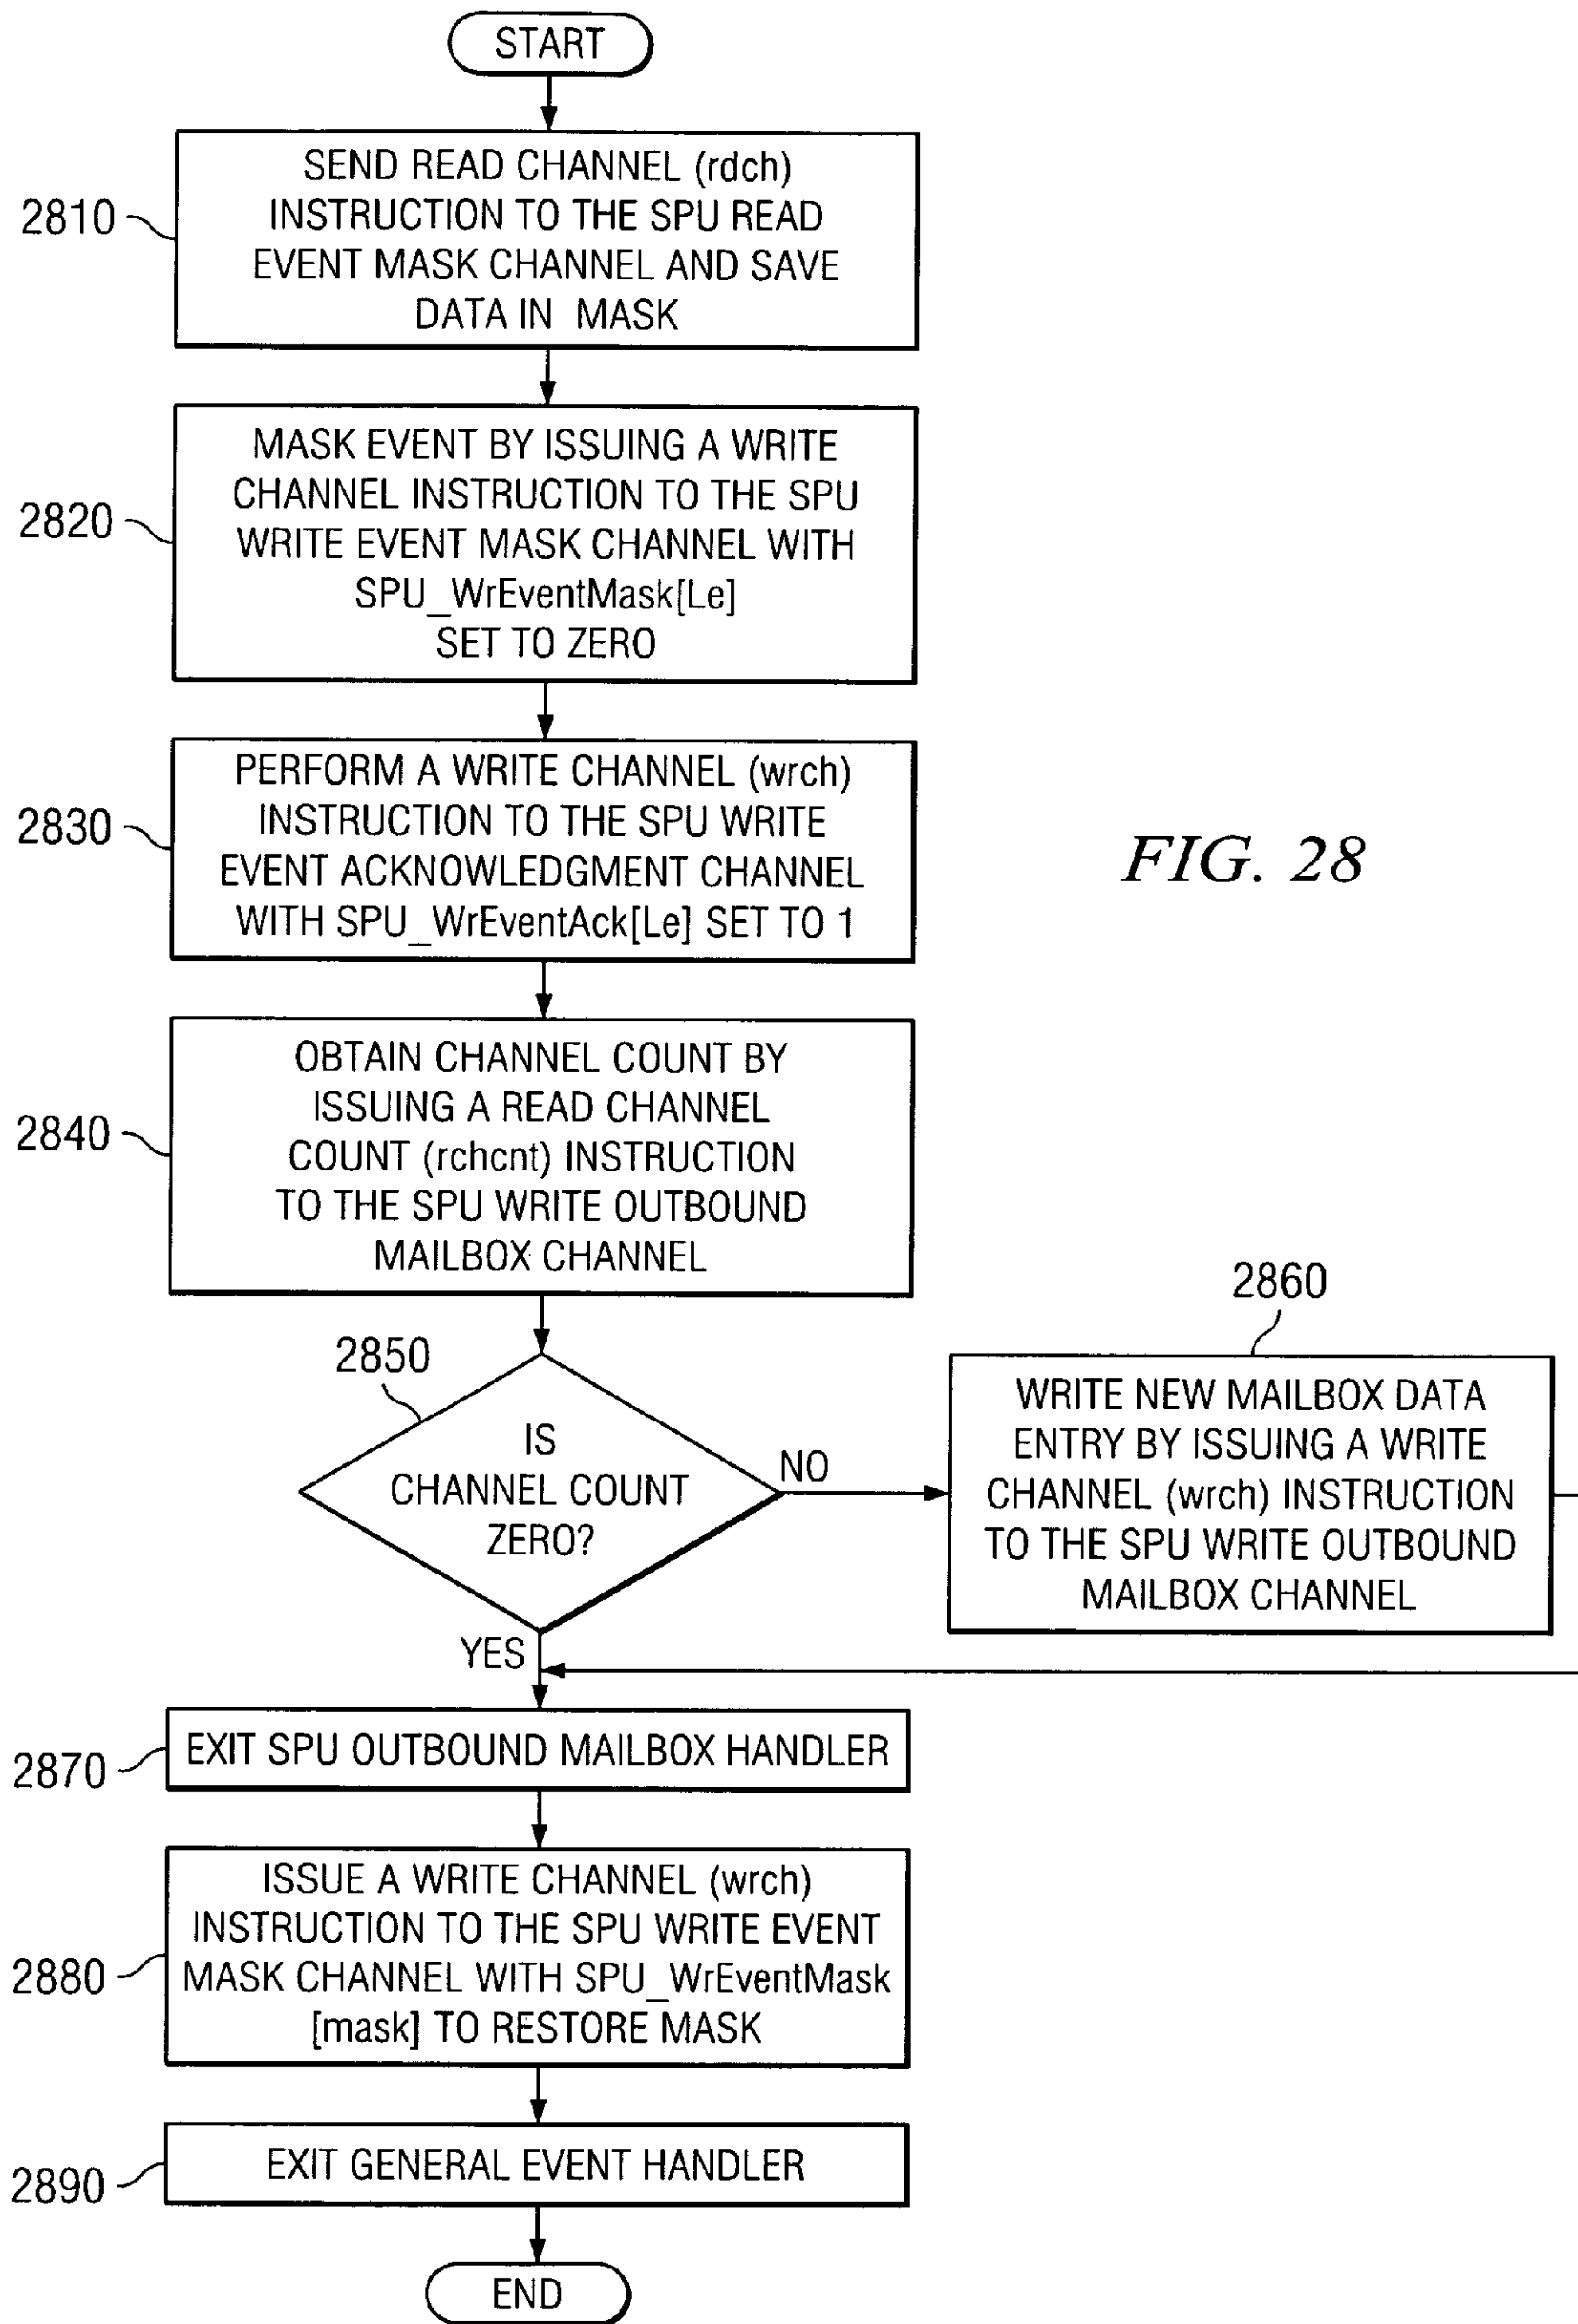 START
2810
SEND READ CHANNEL (rdch)
INSTRUCTION TO THE SPU READ
EVENT MASK CHANNEL AND SAVE
DATA IN MASK
2820
MASK EVENT BY ISSUING A WRITE
CHANNEL INSTRUCTION TO THE SPU
WRITE EVENT MASK CHANNEL WITH
SPU_WrEventMask[Le]
SET TO ZERO
2830
PERFORM A WRITE CHANNEL (wrch)
INSTRUCTION TO THE SPU WRITE
EVENT ACKNOWLEDGMENT CHANNEL
WITH SPU_WrEventAck[Le] SET TO 1
FIG. 28
2840
OBTAIN CHANNEL COUNT BY
ISSUING A READ CHANNEL
COUNT (rchcnt) INSTRUCTION
TO THE SPU WRITE OUTBOUND
MAILBOX CHANNEL
2850
IS
CHANNEL COUNT
ZERO?
NO
YES
2860
WRITE NEW MAILBOX DATA
ENTRY BY ISSUING A WRITE
CHANNEL (wrch) INSTRUCTION
TO THE SPU WRITE OUTBOUND
MAILBOX CHANNEL
2870
EXIT SPU OUTBOUND MAILBOX HANDLER
2880
ISSUE A WRITE CHANNEL (wrch)
INSTRUCTION TO THE SPU WRITE EVENT
MASK CHANNEL WITH SPU_WrEventMask
[mask] TO RESTORE MASK
2890
EXIT GENERAL EVENT HANDLER
END